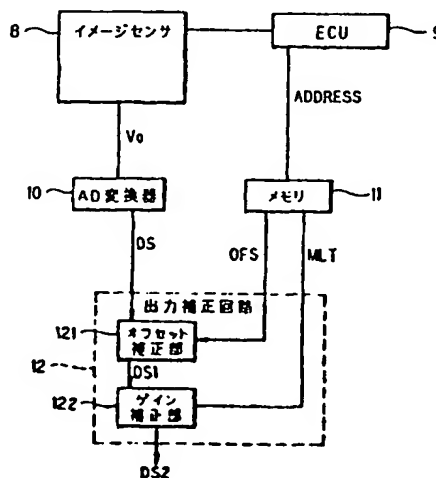 8
イメージセンサ
ECU
9
ADDRESS
Vo
10
AD変換器
メモリ
11
DS
OFS
MLT
出力補正回路
121
オフセット
補正部
12
DS1
122
ゲイン
補正部
DS2